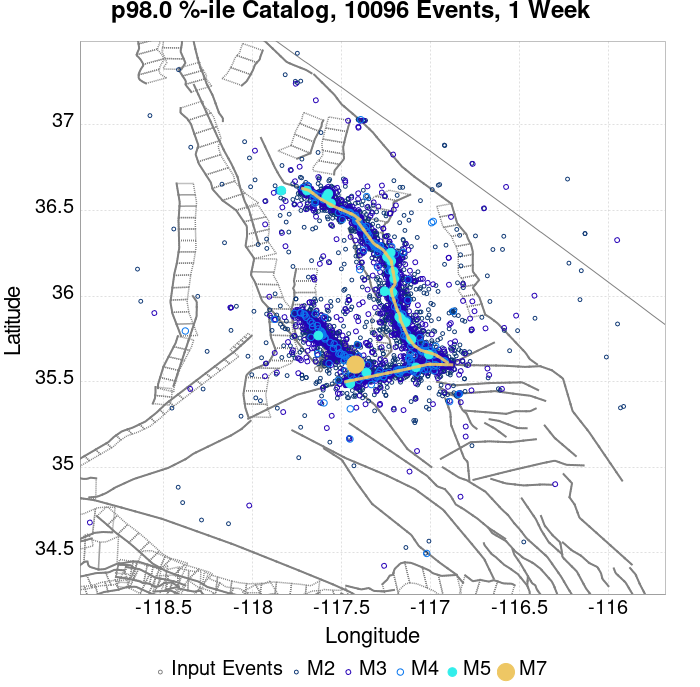 p98.0 %-ile Catalog, 10096 Events, 1 Week
37
36.5
36
35.5
35
34.5
Latitude
-118.5 -118 -117.5 -117 -116.5 -116
Longitude
Input Events M2 M3 M4 M5 M7